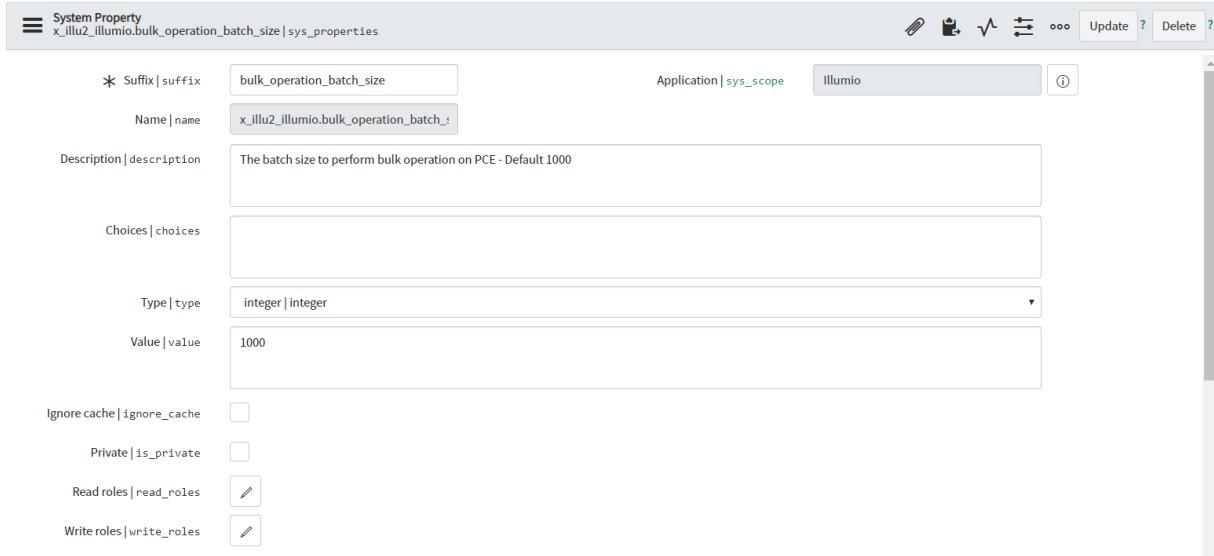 System Property
x_illu2_illumio.bulk_operation_batch_size | sys_properties
Update ? Delete ?
Suffix | suffix bulk_operation_batch_size Application | sys_scope Illumio
Name | name x_illu2_illumio.bulk_operation_batch_s
Description | description The batch size to perform bulk operation on PCE - Default 1000
Choices | choices
Type | type integer | integer
Value | value 1000
Ignore cache | ignore_cache
Private | is_private
Read roles | read_roles
Write roles | write_roles